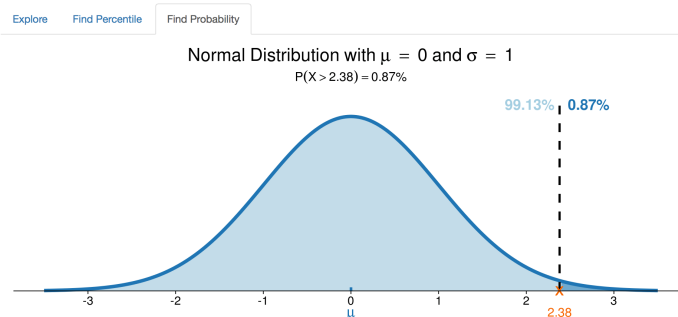 Explore Find Percentile Find Probability
Normal Distribution with μ = 0 and σ = 1
P(X > 2.38) = 0.87%
99.13% 0.87%
-3 -2 -1 0 1 2 3
μ
X
2.38